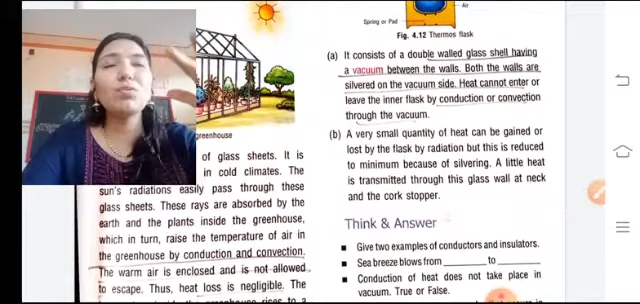 greenhouse
of glass sheets. It is
in cold climates. The
sun's radiations easily pass through these
glass sheets. These rays are absorbed by the
earth and the plants inside the greenhouse,
which in turn, raise the temperature of air in
the greenhouse by conduction and convection.
The warm air is enclosed and is not allowed
to escape. Thus, heat loss is negligible. The
Air
Spring or Pad
Fig. 4.12 Thermos flask
(a) It consists of a double walled glass shell having
a vacuum between the walls. Both the walls are
silvered on the vacuum side. Heat cannot enter or
leave the inner flask by conduction or convection
through the vacuum.
(b) A very small quantity of heat can be gained or
lost by the flask by radiation but this is reduced
to minimum because of silvering. A little heat
is transmitted through this glass wall at neck
and the cork stopper.
Think & Answer
■ Give two examples of conductors and insulators.
■ Sea breeze blows from ________ to ________
■ Conduction of heat does not take place in
vacuum. True or False.